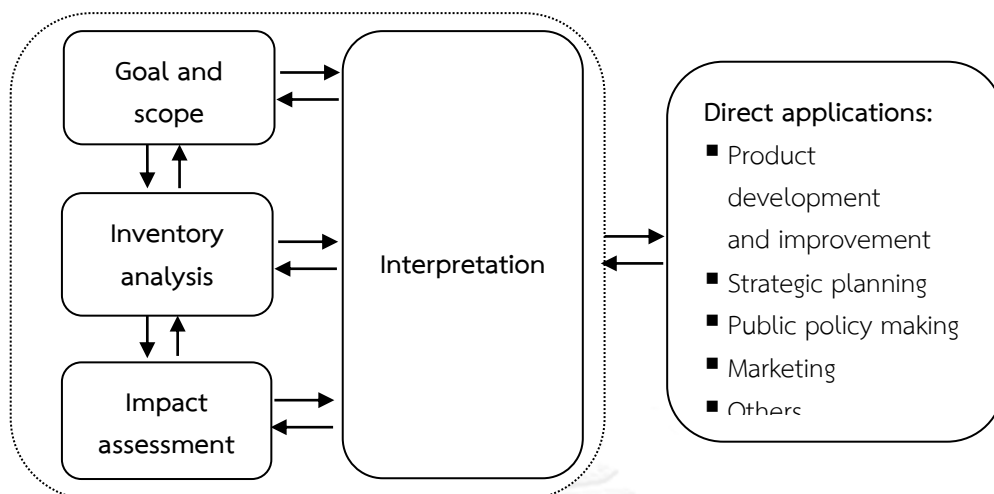 Goal and
scope
Inventory
analysis
Impact
assessment
Interpretation
Direct applications:
▪ Product
development
and improvement
▪ Strategic planning
▪ Public policy making
▪ Marketing
▪ Others